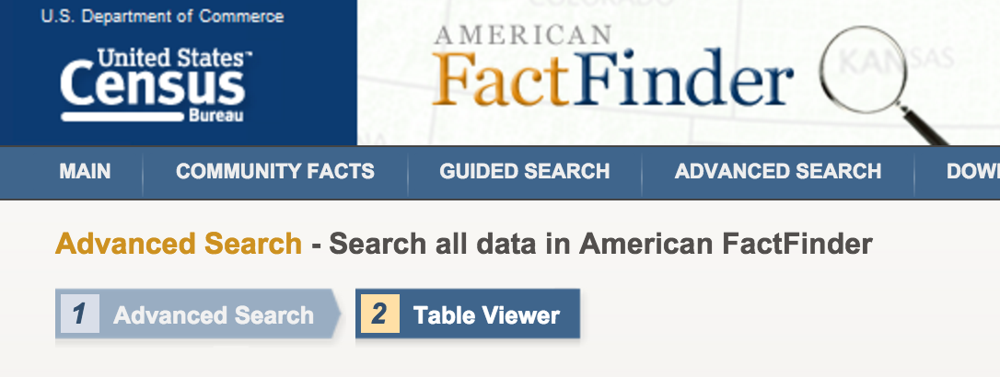 U.S. Department of Commerce
United States™
Census
Bureau
AMERICAN
FactFinder
COLORADO
KANSAS
MAIN
COMMUNITY FACTS
GUIDED SEARCH
ADVANCED SEARCH
DOW
Advanced Search - Search all data in American FactFinder
1 Advanced Search
2 Table Viewer